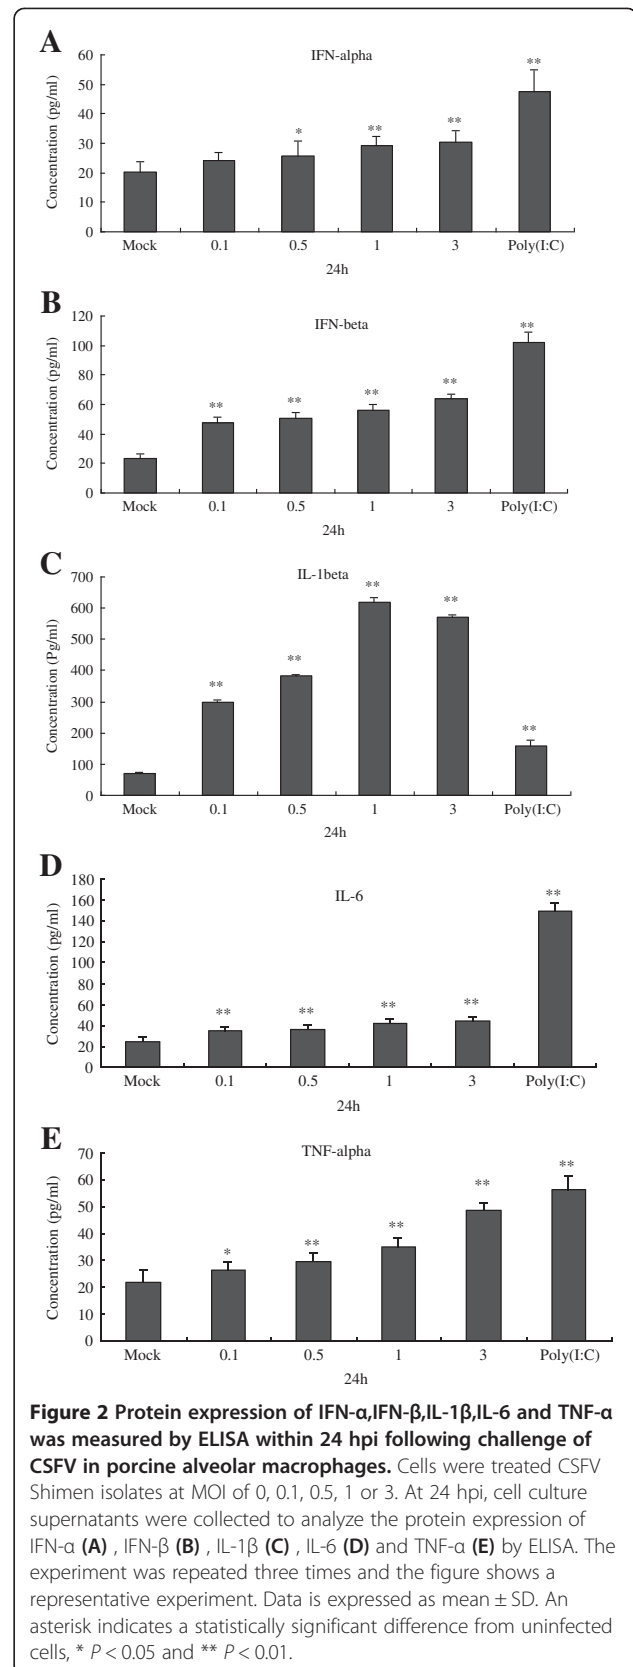 A
IFN-alpha
Concentration (pg/ml)
60
50
40
30
20
10
0
*
**
**
**
Mock 0.1 0.5 1 3 Poly(I:C)
24h
B
IFN-beta
Concentration (pg/ml)
120
100
80
60
40
20
0
**
**
**
**
**
Mock 0.1 0.5 1 3 Poly(I:C)
24h
C
IL-1beta
Concentration (Pg/ml)
700
600
500
400
300
200
100
0
**
**
**
**
**
Mock 0.1 0.5 1 3 Poly(I:C)
24h
D
IL-6
Concentration (pg/ml)
180
160
140
120
100
80
60
40
20
0
**
**
**
**
**
Mock 0.1 0.5 1 3 Poly(I:C)
24h
E
TNF-alpha
Concentration (pg/ml)
70
60
50
40
30
20
10
0
*
**
**
**
**
Mock 0.1 0.5 1 3 Poly(I:C)
24h
Figure 2 Protein expression of IFN-α,IFN-β,IL-1β,IL-6 and TNF-α
was measured by ELISA within 24 hpi following challenge of
CSFV in porcine alveolar macrophages. Cells were treated CSFV
Shimen isolates at MOI of 0, 0.1, 0.5, 1 or 3. At 24 hpi, cell culture
supernatants were collected to analyze the protein expression of
IFN-α (A) , IFN-β (B) , IL-1β (C) , IL-6 (D) and TNF-α (E) by ELISA. The
experiment was repeated three times and the figure shows a
representative experiment. Data is expressed as mean ± SD. An
asterisk indicates a statistically significant difference from uninfected
cells, * P < 0.05 and ** P < 0.01.